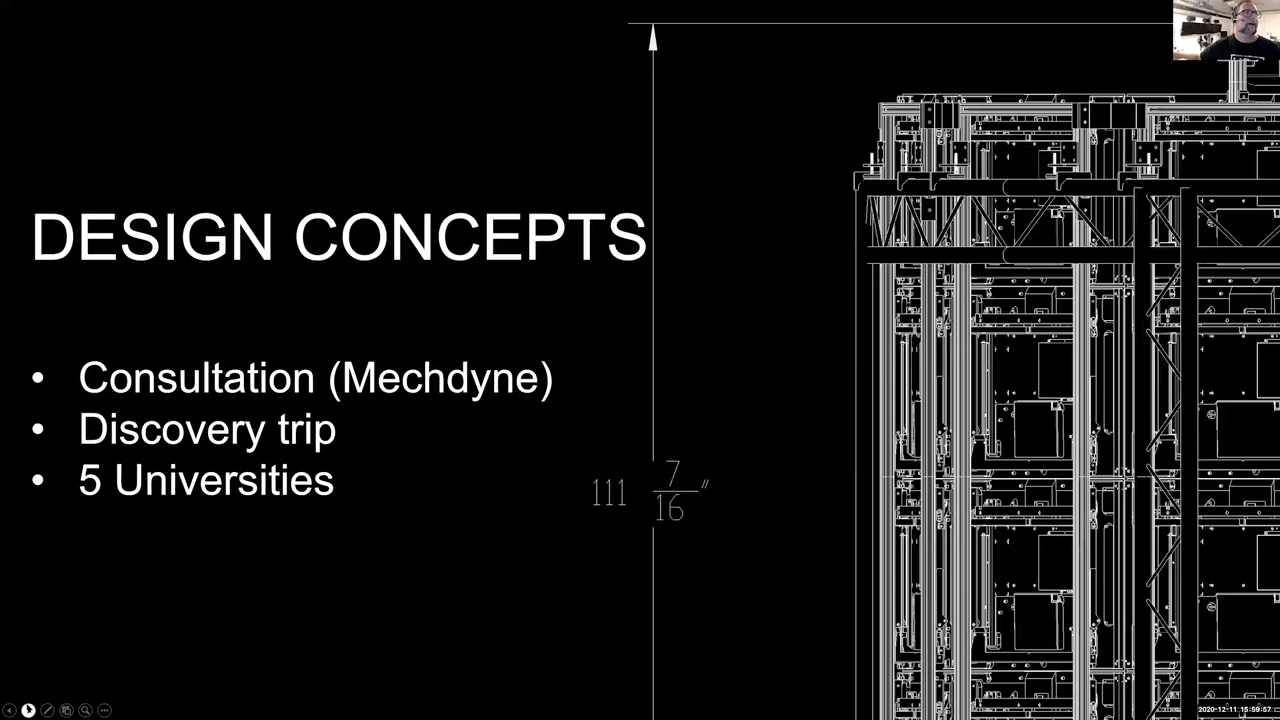 DESIGN CONCEPTS
• Consultation (Mechdyne)
• Discovery trip
• 5 Universities
111 7/16"
2020-12-11 15:59:57